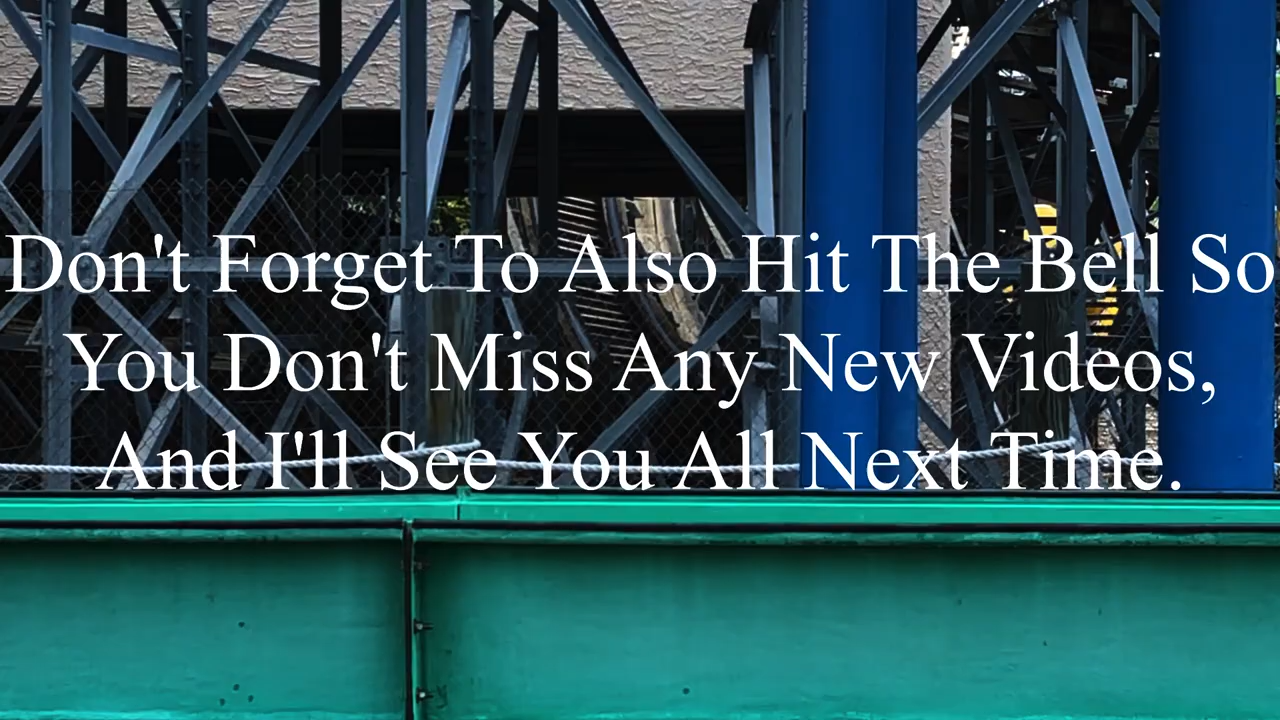 Don't Forget To Also Hit The Bell So
You Don't Miss Any New Videos,
And I'll See You All Next Time.